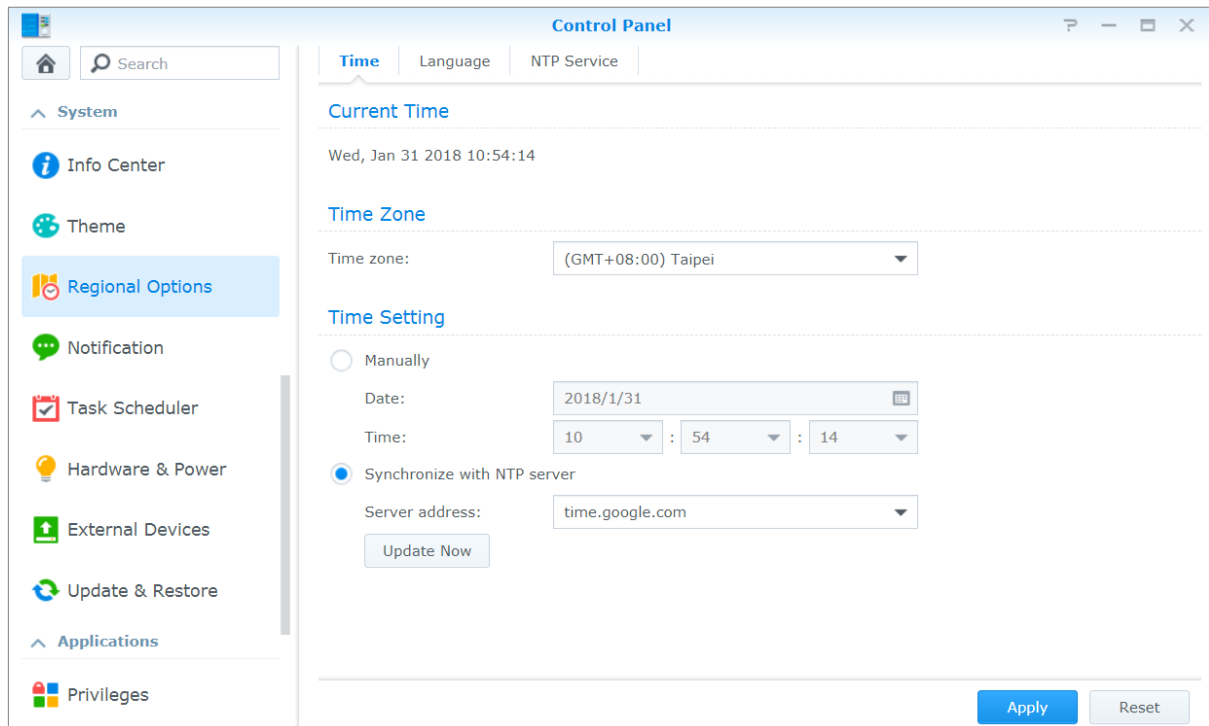 Control Panel
Search
System
Info Center
Theme
Regional Options
Notification
Task Scheduler
Hardware & Power
External Devices
Update & Restore
Applications
Privileges
Time Language NTP Service
Current Time
Wed, Jan 31 2018 10:54:14
Time Zone
Time zone: (GMT+08:00) Taipei
Time Setting
Manually
Date: 2018/1/31
Time: 10 : 54 : 14
Synchronize with NTP server
Server address: time.google.com
Update Now
Apply Reset